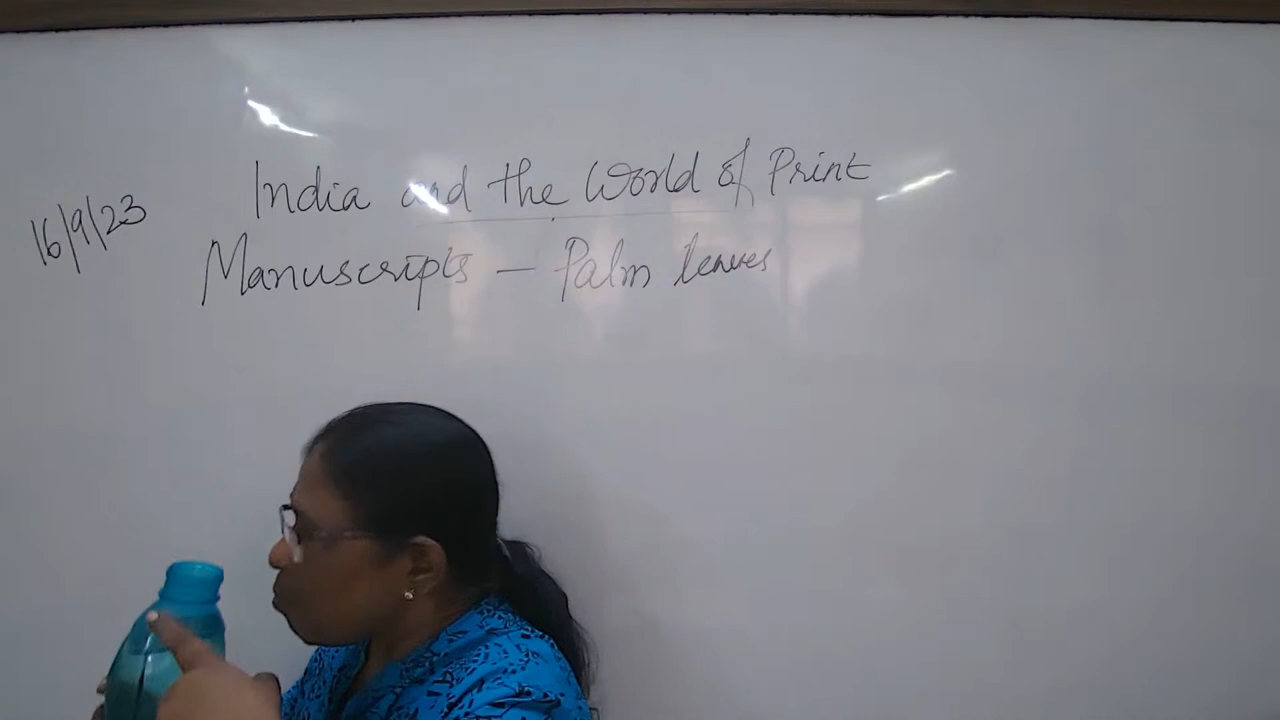 16/9/23
India and the World of Print
Manuscripts – Palm leaves